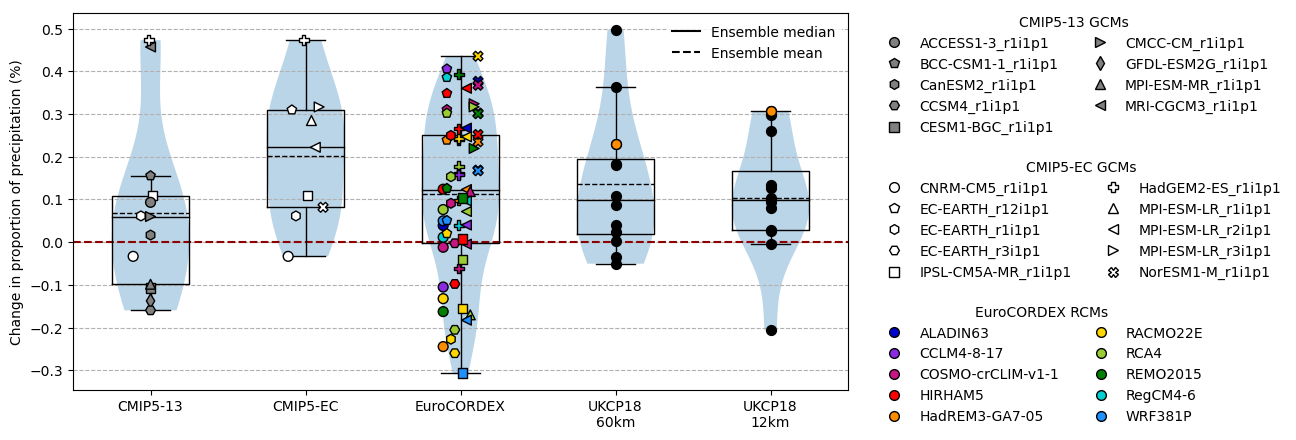 Change in proportion of precipitation (%)
0.5
0.4
0.3
0.2
0.1
0.0
−0.1
−0.2
−0.3
CMIP5-13
CMIP5-EC
EuroCORDEX
UKCP18
60km
UKCP18
12km
Ensemble median
Ensemble mean
CMIP5-13 GCMs
ACCESS1-3_r1i1p1
BCC-CSM1-1_r1i1p1
CanESM2_r1i1p1
CCSM4_r1i1p1
CESM1-BGC_r1i1p1
CMCC-CM_r1i1p1
GFDL-ESM2G_r1i1p1
MPI-ESM-MR_r1i1p1
MRI-CGCM3_r1i1p1
CMIP5-EC GCMs
CNRM-CM5_r1i1p1
EC-EARTH_r12i1p1
EC-EARTH_r1i1p1
EC-EARTH_r3i1p1
IPSL-CM5A-MR_r1i1p1
HadGEM2-ES_r1i1p1
MPI-ESM-LR_r1i1p1
MPI-ESM-LR_r2i1p1
MPI-ESM-LR_r3i1p1
NorESM1-M_r1i1p1
EuroCORDEX RCMs
ALADIN63
CCLM4-8-17
COSMO-crCLIM-v1-1
HIRHAM5
HadREM3-GA7-05
RACMO22E
RCA4
REMO2015
RegCM4-6
WRF381P